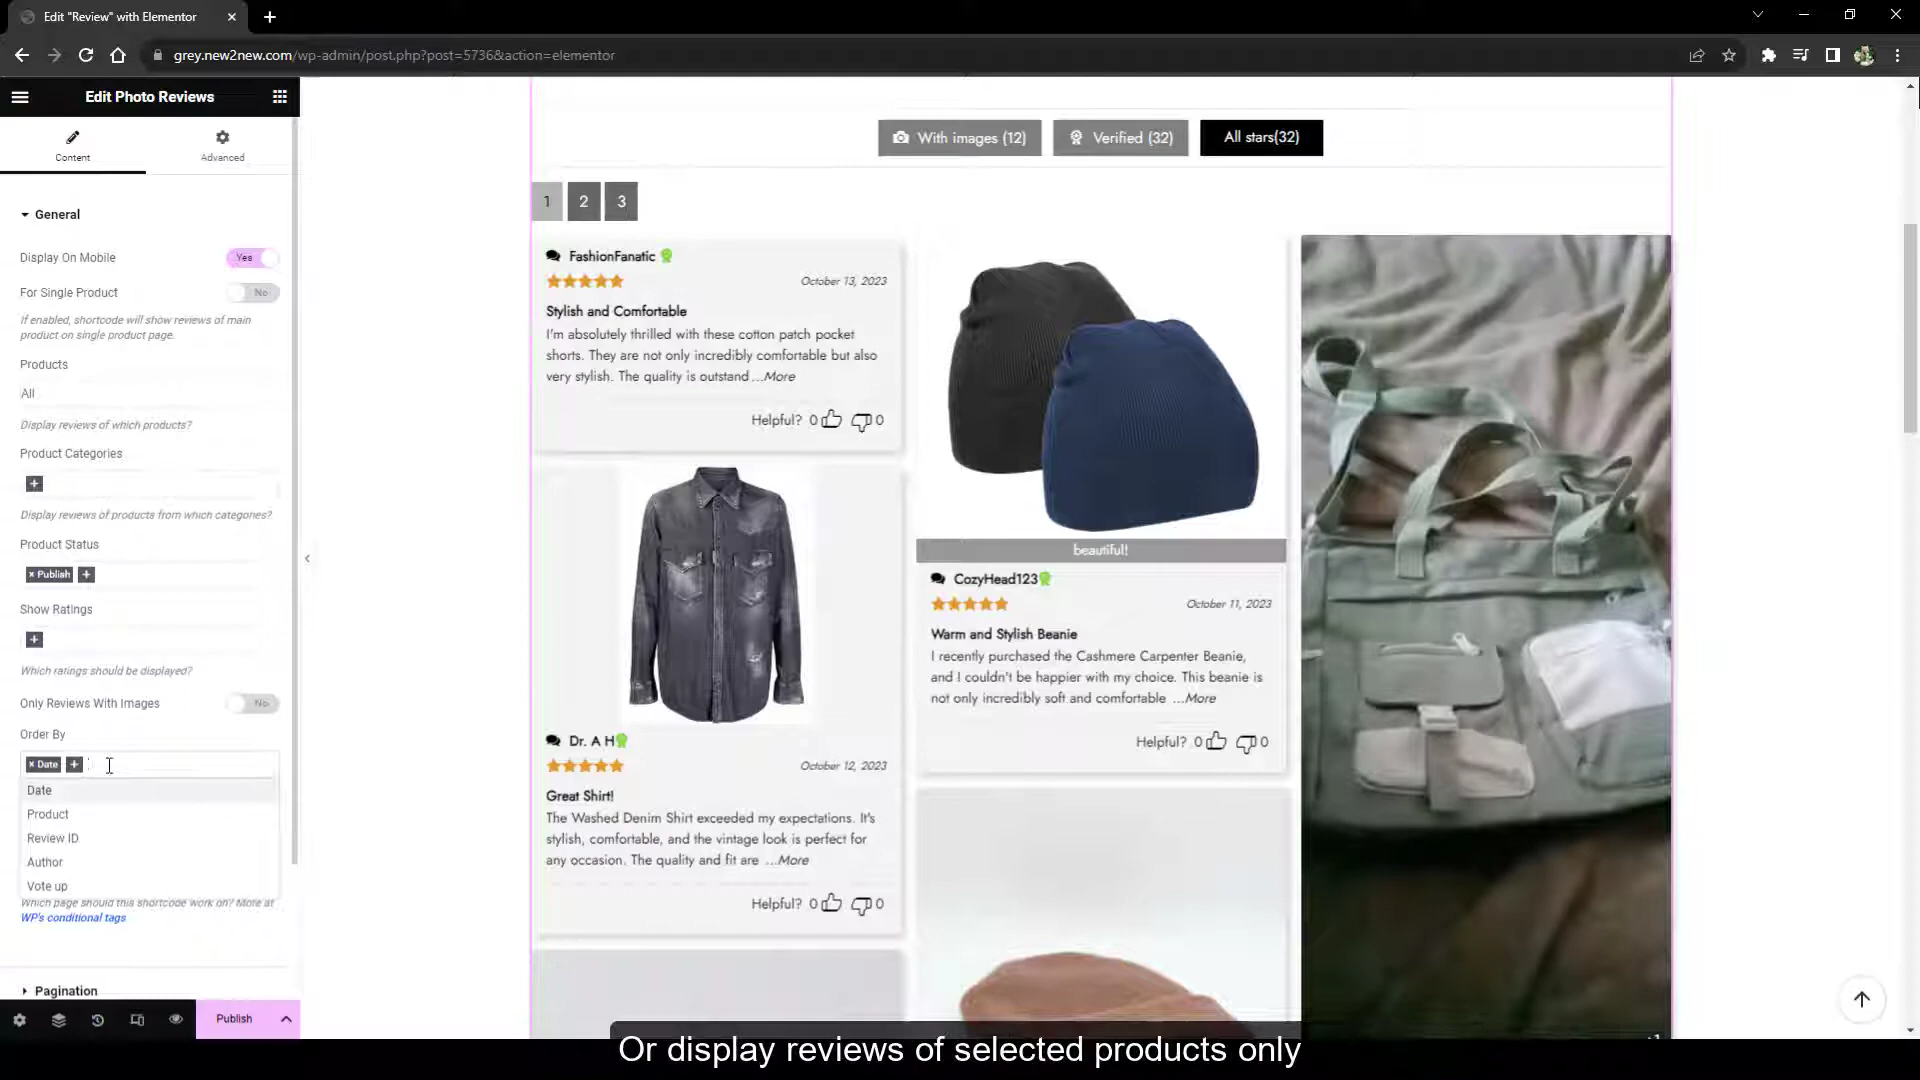 Edit "Review" with Elementor
grey.new2new.com/wp-admin/post.php?post=5736&action=elementor
Edit Photo Reviews
Content
Advanced
General
Display On Mobile
Yes
For Single Product
No
If enabled, shortcode will show reviews of main
product on single product page.
Products
All
Display reviews of which products?
Product Categories
+
Display reviews of products from which categories?
Product Status
× Publish +
Show Ratings
+
Which ratings should be displayed?
Only Reviews With Images
No
Order By
× Date +
Date
Product
Review ID
Author
Vote up
Which page should this shortcode work on? More at
WP's conditional tags
Pagination
Publish
With images (12)
Verified (32)
All stars(32)
1 2 3
FashionFanatic
October 13, 2023
Stylish and Comfortable
I'm absolutely thrilled with these cotton patch pocket
shorts. They are not only incredibly comfortable but also
very stylish. The quality is outstand ...More
Helpful? 0 0
Dr. A H
October 12, 2023
Great Shirt!
The Washed Denim Shirt exceeded my expectations. It's
stylish, comfortable, and the vintage look is perfect for
any occasion. The quality and fit are ...More
Helpful? 0 0
beautiful!
CozyHead123
October 11, 2023
Warm and Stylish Beanie
I recently purchased the Cashmere Carpenter Beanie,
and I couldn't be happier with my choice. This beanie is
not only incredibly soft and comfortable ...More
Helpful? 0 0
Or display reviews of selected products only